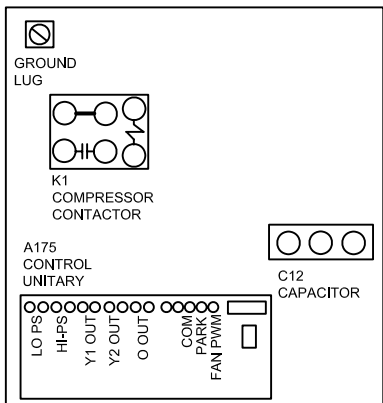 GROUND
LUG
K1
COMPRESSOR
CONTACTOR
A175
CONTROL
UNITARY
C12
CAPACITOR
LO PS
HI-PS
Y1 OUT
Y2 OUT
O OUT
COM
PARK
FAN PWM